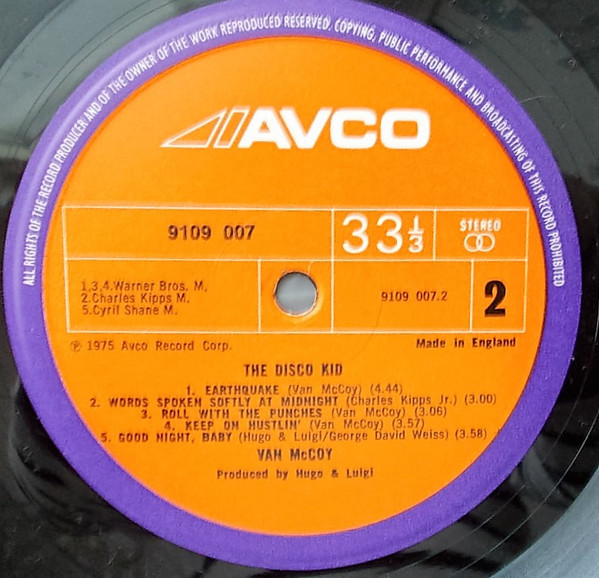 ALL RIGHTS OF THE RECORD PRODUCER AND OF THE OWNER OF THE WORK REPRODUCED RESERVED. COPYING, PUBLIC PERFORMANCE AND BROADCASTING OF THIS RECORD PROHIBITED
AVCO
9109 007
33 1/3
STEREO
1,3,4.Warner Bros. M.
2.Charles Kipps M.
5.Cyril Shane M.
9109 007.2
2
℗ 1975 Avco Record Corp.
Made in England
THE DISCO KID
1. EARTHQUAKE (Van McCoy) (4.44)
2. WORDS SPOKEN SOFTLY AT MIDNIGHT (Charles Kipps Jr.) (3.00)
3. ROLL WITH THE PUNCHES (Van McCoy) (3.06)
4. KEEP ON HUSTLIN' (Van McCoy) (3.57)
5. GOOD NIGHT, BABY (Hugo & Luigi/George David Weiss) (3.58)
VAN McCOY
Produced by Hugo & Luigi